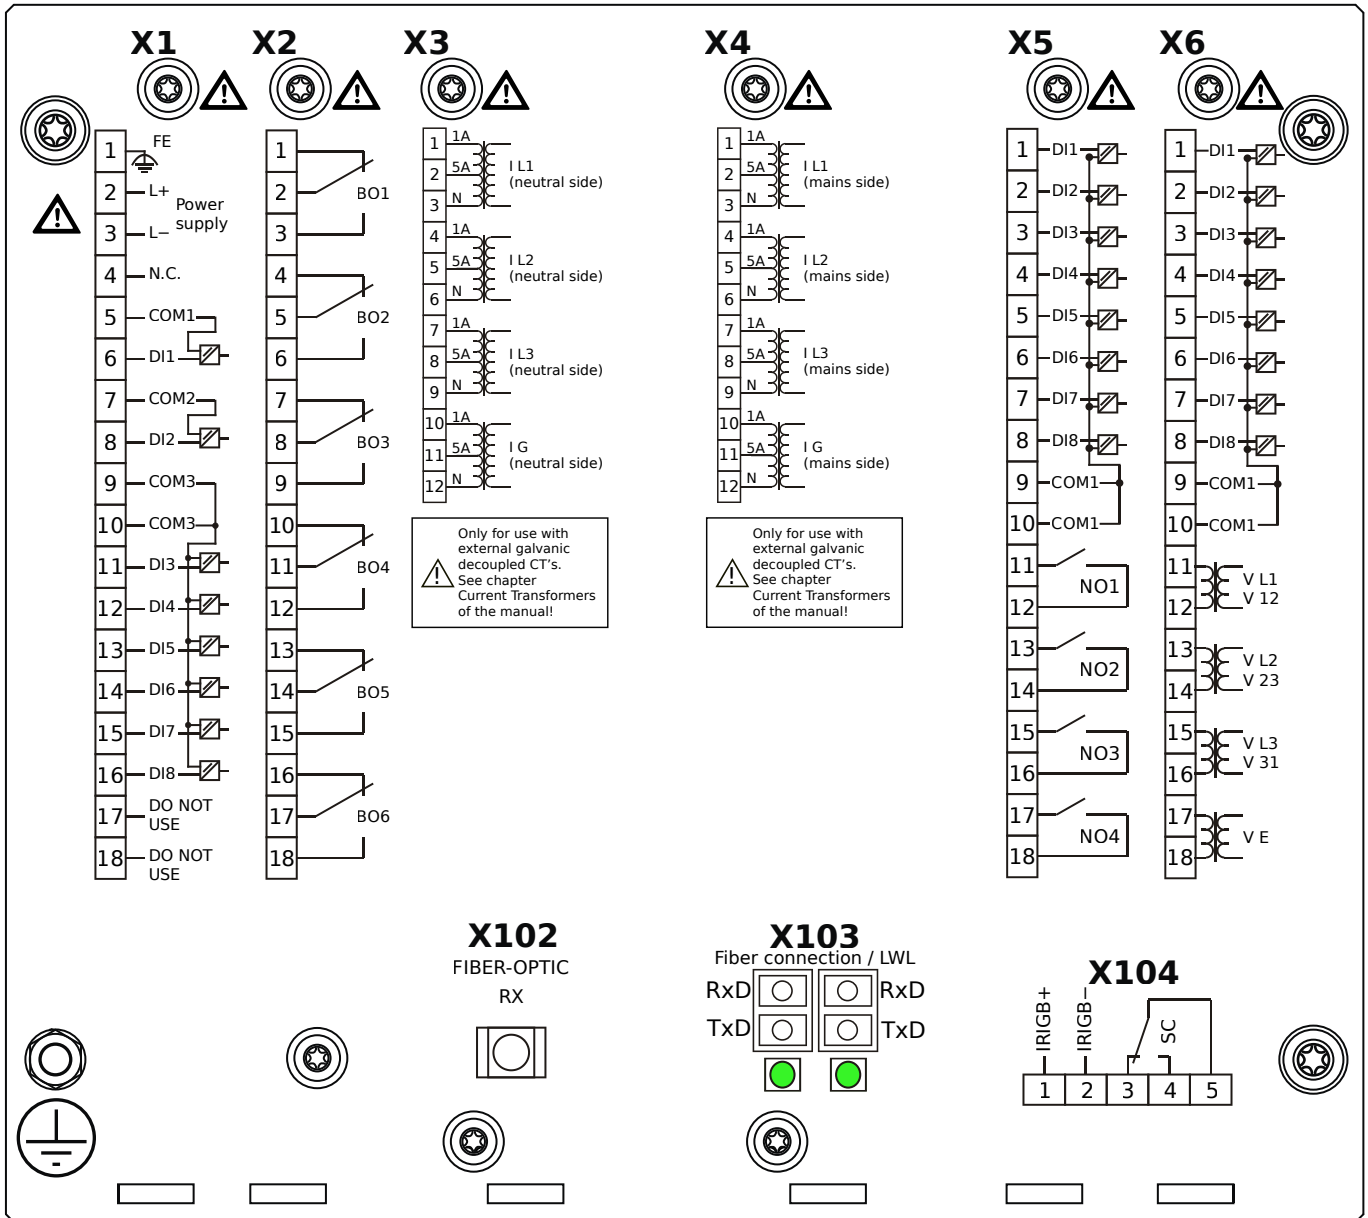 X1
X2
X3
X4
X5
X6
1 FE
2 L+
Power
supply
3 L−
4 N.C.
5 COM1
6 DI1
7 COM2
8 DI2
9 COM3
10 COM3
11 DI3
12 DI4
13 DI5
14 DI6
15 DI7
16 DI8
17 DO NOT
USE
18 DO NOT
USE
1
2 BO1
3
4
5 BO2
6
7
8 BO3
9
10
11 BO4
12
13
14 BO5
15
16
17 BO6
18
1 1A
2 5A
3 N
I L1
(neutral side)
4 1A
5 5A
6 N
I L2
(neutral side)
7 1A
8 5A
9 N
I L3
(neutral side)
10 1A
11 5A
12 N
I G
(neutral side)
Only for use with
external galvanic
decoupled CT’s.
See chapter
Current Transformers
of the manual!
1 1A
2 5A
3 N
I L1
(mains side)
4 1A
5 5A
6 N
I L2
(mains side)
7 1A
8 5A
9 N
I L3
(mains side)
10 1A
11 5A
12 N
I G
(mains side)
Only for use with
external galvanic
decoupled CT’s.
See chapter
Current Transformers
of the manual!
1 DI1
2 DI2
3 DI3
4 DI4
5 DI5
6 DI6
7 DI7
8 DI8
9 COM1
10 COM1
11
NO1
12
13
NO2
14
15
NO3
16
17
NO4
18
1 DI1
2 DI2
3 DI3
4 DI4
5 DI5
6 DI6
7 DI7
8 DI8
9 COM1
10 COM1
11 V L1
12 V 12
13 V L2
14 V 23
15 V L3
16 V 31
17
V E
18
X102
FIBER-OPTIC
RX
X103
Fiber connection / LWL
RxD RxD
TxD TxD
X104
IRIGB+
IRIGB−
SC
1 2 3 4 5